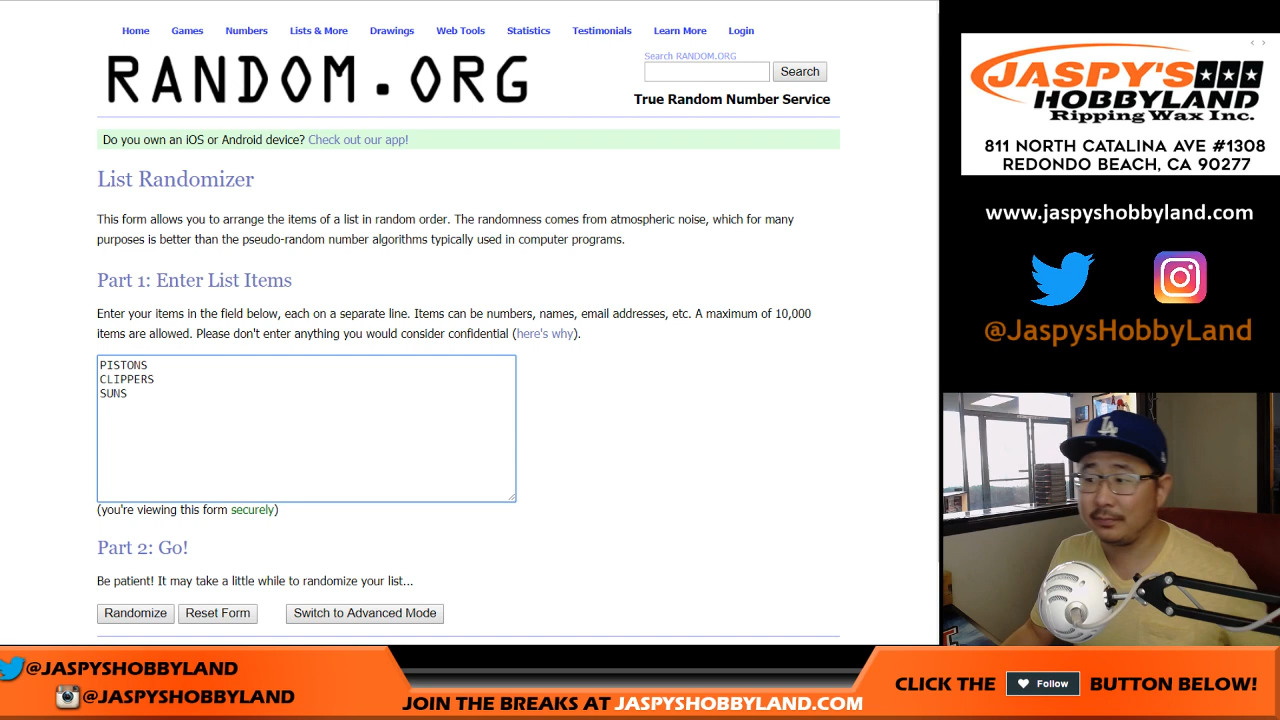 Home Games Numbers Lists & More Drawings Web Tools Statistics Testimonials Learn More Login
RANDOM.ORG
Search RANDOM.ORG
Search
True Random Number Service
Do you own an iOS or Android device? Check out our app!
List Randomizer
This form allows you to arrange the items of a list in random order. The randomness comes from atmospheric noise, which for many
purposes is better than the pseudo-random number algorithms typically used in computer programs.
Part 1: Enter List Items
Enter your items in the field below, each on a separate line. Items can be numbers, names, email addresses, etc. A maximum of 10,000
items are allowed. Please don't enter anything you would consider confidential (here's why).
PISTONS
CLIPPERS
SUNS
(you're viewing this form securely)
Part 2: Go!
Be patient! It may take a little while to randomize your list...
Randomize Reset Form Switch to Advanced Mode
JASPY'S
HOBBYLAND
Ripping Wax Inc.
811 NORTH CATALINA AVE #1308
REDONDO BEACH, CA 90277
www.jaspyshobbyland.com
@JaspysHobbyLand
LA
@JASPYSHOBBYLAND
@JASPYSHOBBYLAND
JOIN THE BREAKS AT JASPYHOBBYLAND.COM
CLICK THE Follow BUTTON BELOW!